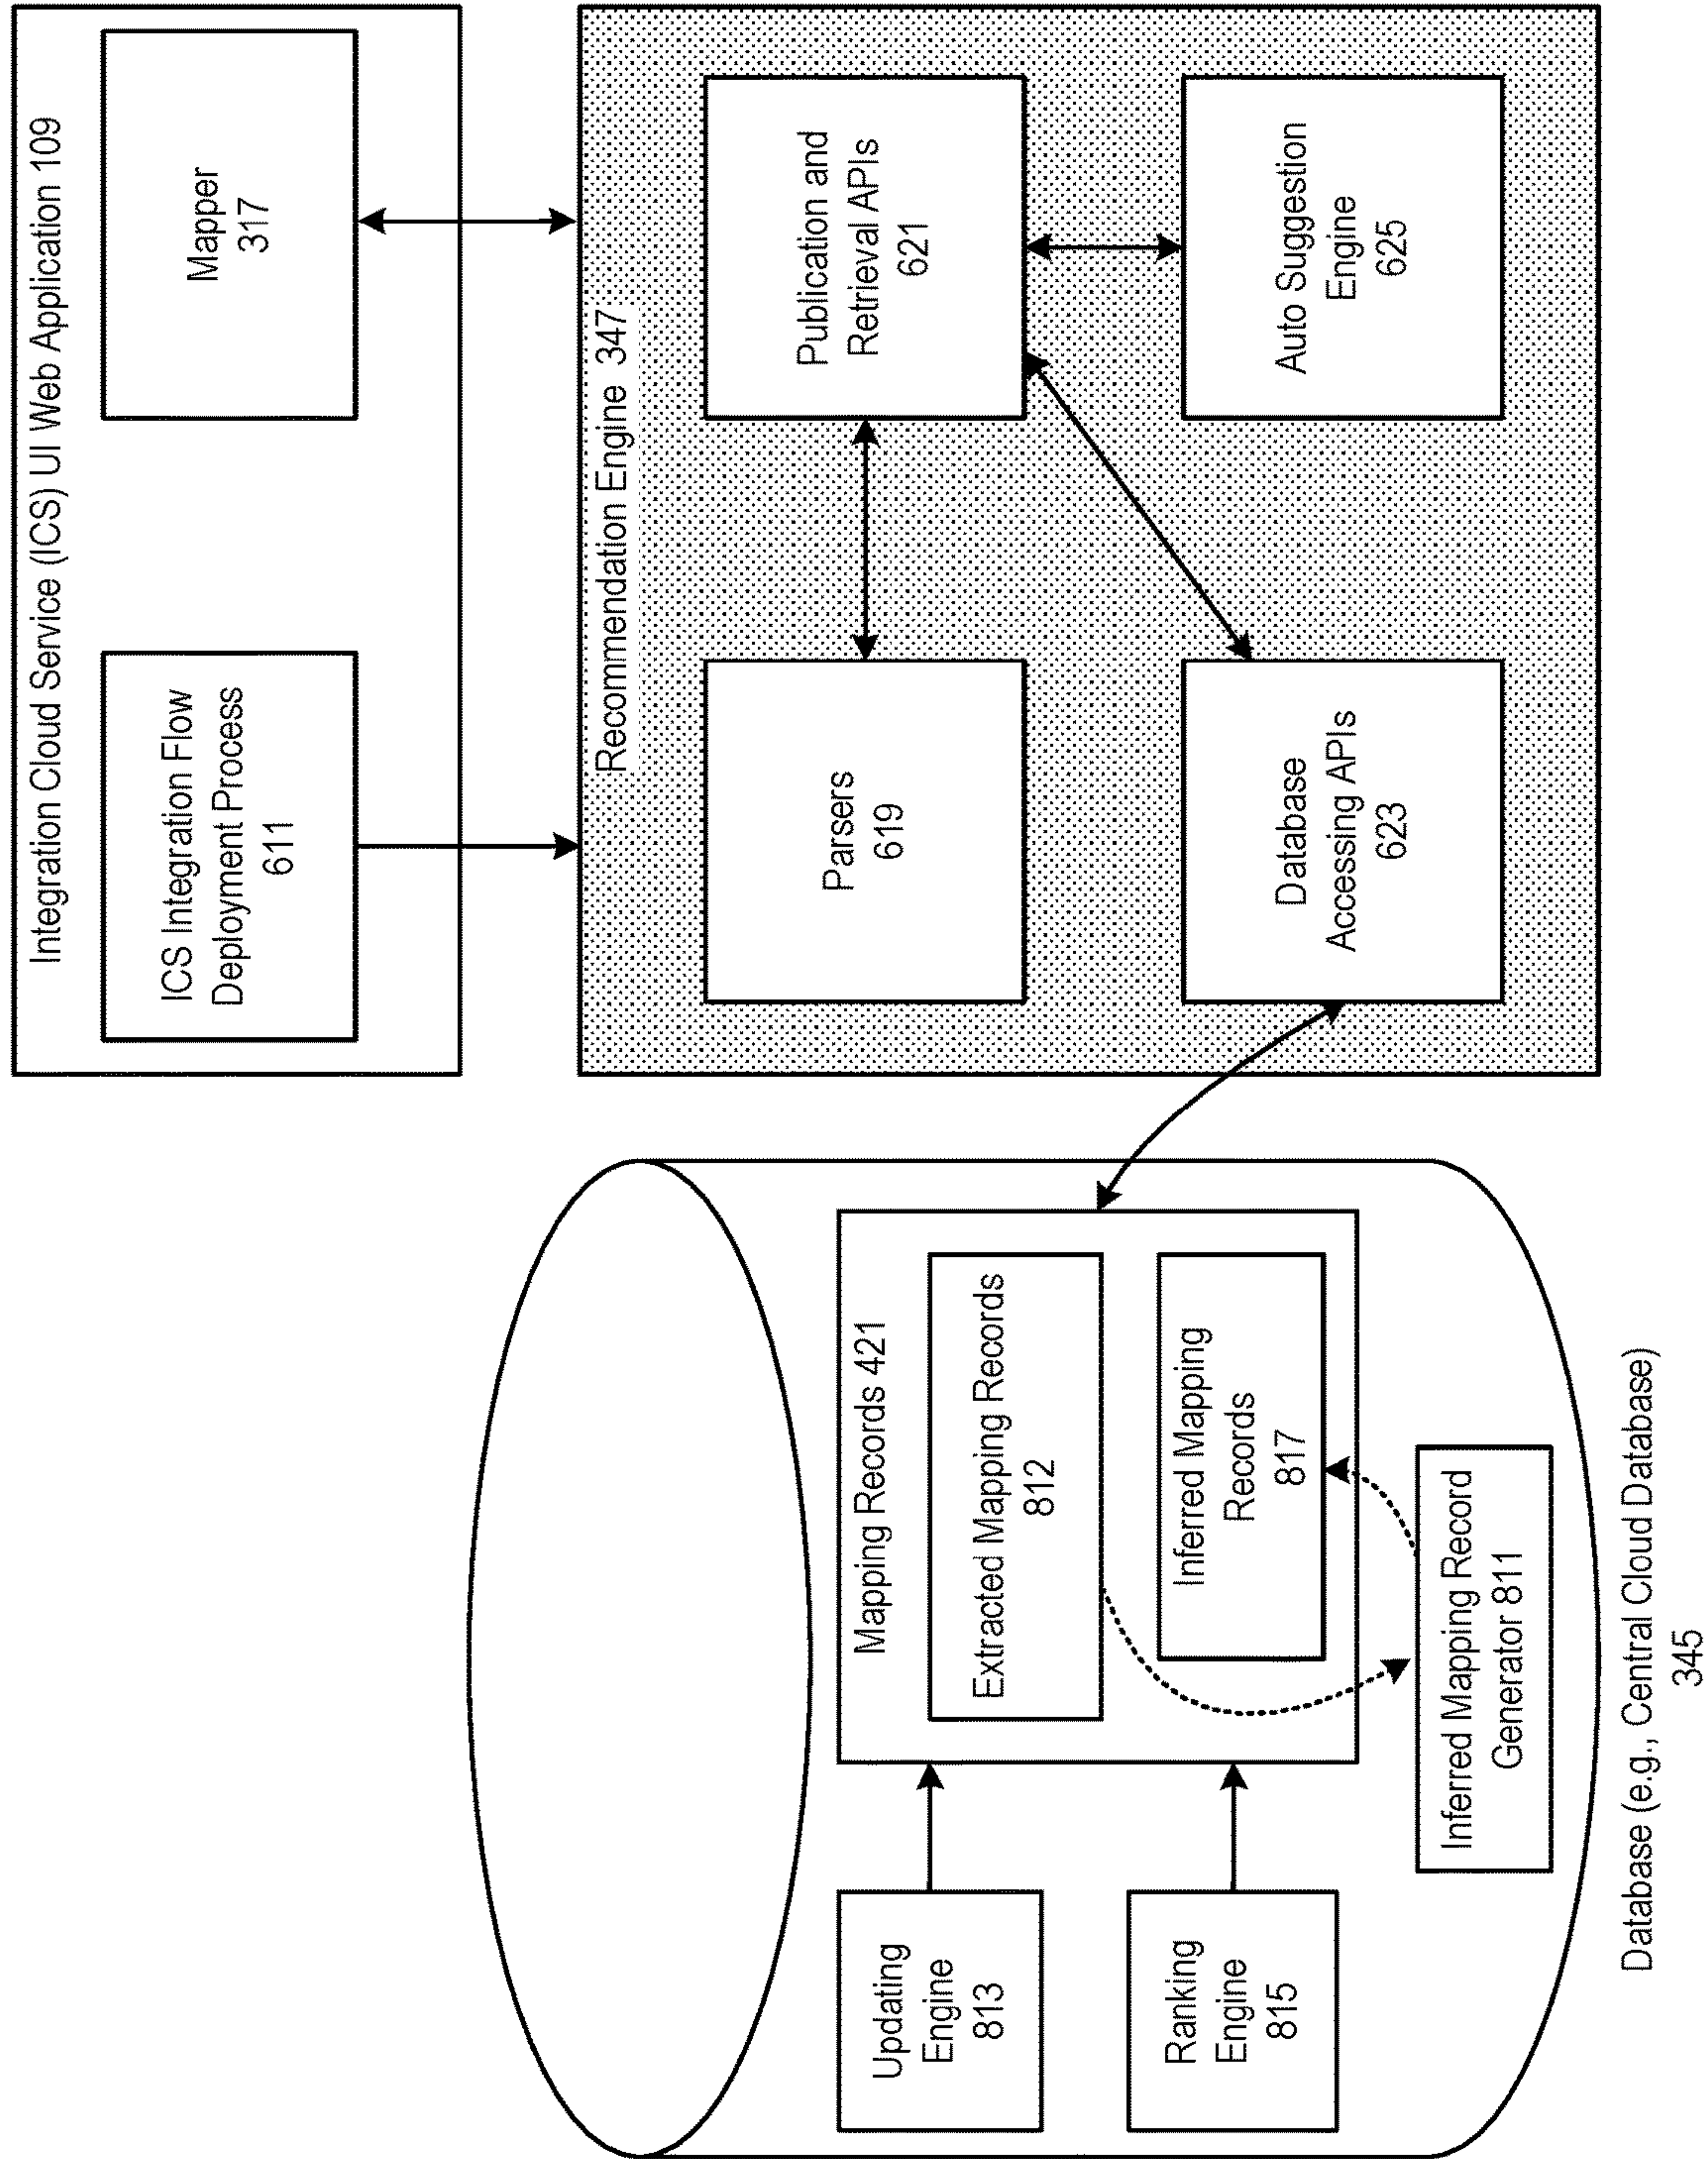 Integration Cloud Service (ICS) UI Web Application 109
ICS Integration Flow
Deployment Process
611
Mapper
317
Recommendation Engine 347
Parsers
619
Publication and
Retrieval APIs
621
Database
Accessing APIs
623
Auto Suggestion
Engine
625
Mapping Records 421
Extracted Mapping Records
812
Inferred Mapping
Records
817
Updating
Engine
813
Ranking
Engine
815
Inferred Mapping Record
Generator 811
Database (e.g., Central Cloud Database)
345